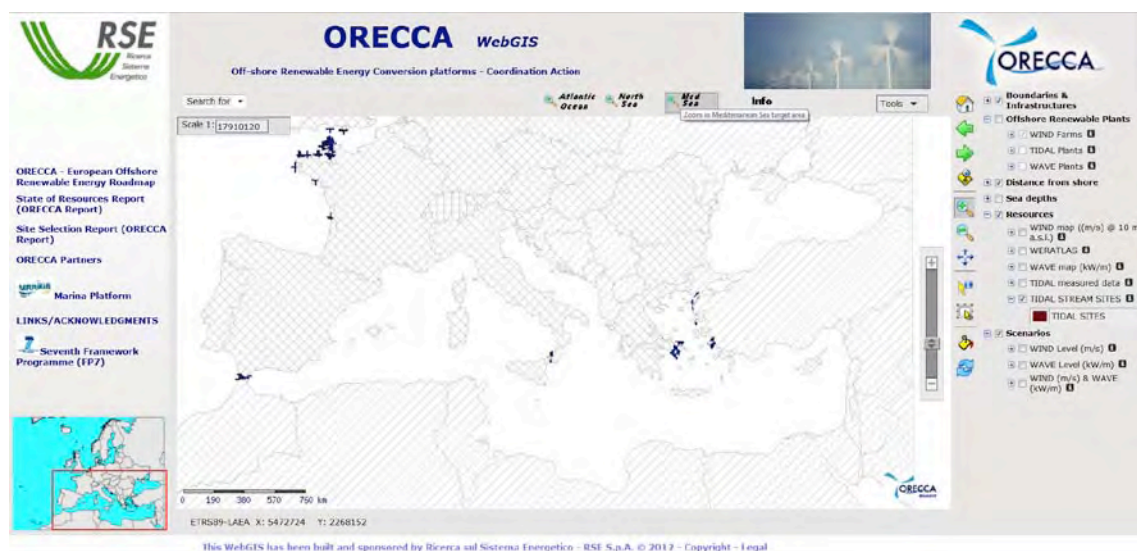 RSE
Ricerca
Sistema
Energetico
ORECCA WebGIS
Off-shore Renewable Energy Conversion platforms - Coordination Action
ORECCA
Search for
Atlantic
Ocean
North
Sea
Med
Sea
Info
Tools
Zooms in Mediterranean Sea target area
Scale 1: 17910120
ORECCA - European Offshore
Renewable Energy Roadmap
State of Resources Report
(ORECCA Report)
Site Selection Report (ORECCA
Report)
ORECCA Partners
Marina Platform
LINKS/ACKNOWLEDGMENTS
Seventh Framework
Programme (FP7)
Boundaries &
Infrastructures
Offshore Renewable Plants
WIND Farms
TIDAL Plants
WAVE Plants
Distance from shore
Sea depths
Resources
WIND map ((m/s) @ 10 m
a.s.l.)
WERATLAS
WAVE map (kW/m)
TIDAL measured data
TIDAL STREAM SITES
TIDAL SITES
Scenarios
WIND Level (m/s)
WAVE Level (kW/m)
WIND (m/s) & WAVE
(kW/m)
0 190 380 570 760 km
ORECCA
ETRS89-LAEA X: 5472724 Y: 2268152
This WebGIS has been built and sponsored by Ricerca sul Sistema Energetico - RSE S.p.A. © 2012 - Copyright - Legal